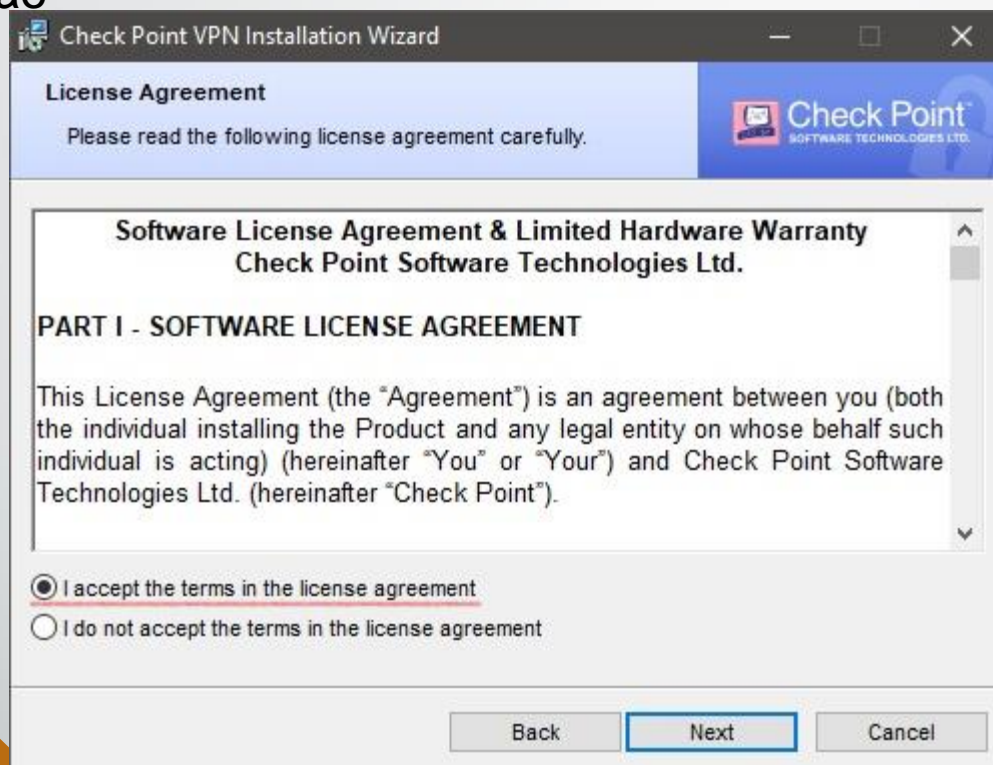 Check Point VPN Installation Wizard
License Agreement
Please read the following license agreement carefully.
Check Point
SOFTWARE TECHNOLOGIES LTD.
Software License Agreement & Limited Hardware Warranty
Check Point Software Technologies Ltd.
PART I - SOFTWARE LICENSE AGREEMENT
This License Agreement (the “Agreement”) is an agreement between you (both
the individual installing the Product and any legal entity on whose behalf such
individual is acting) (hereinafter “You” or “Your”) and Check Point Software
Technologies Ltd. (hereinafter “Check Point”).
I accept the terms in the license agreement
I do not accept the terms in the license agreement
Back
Next
Cancel